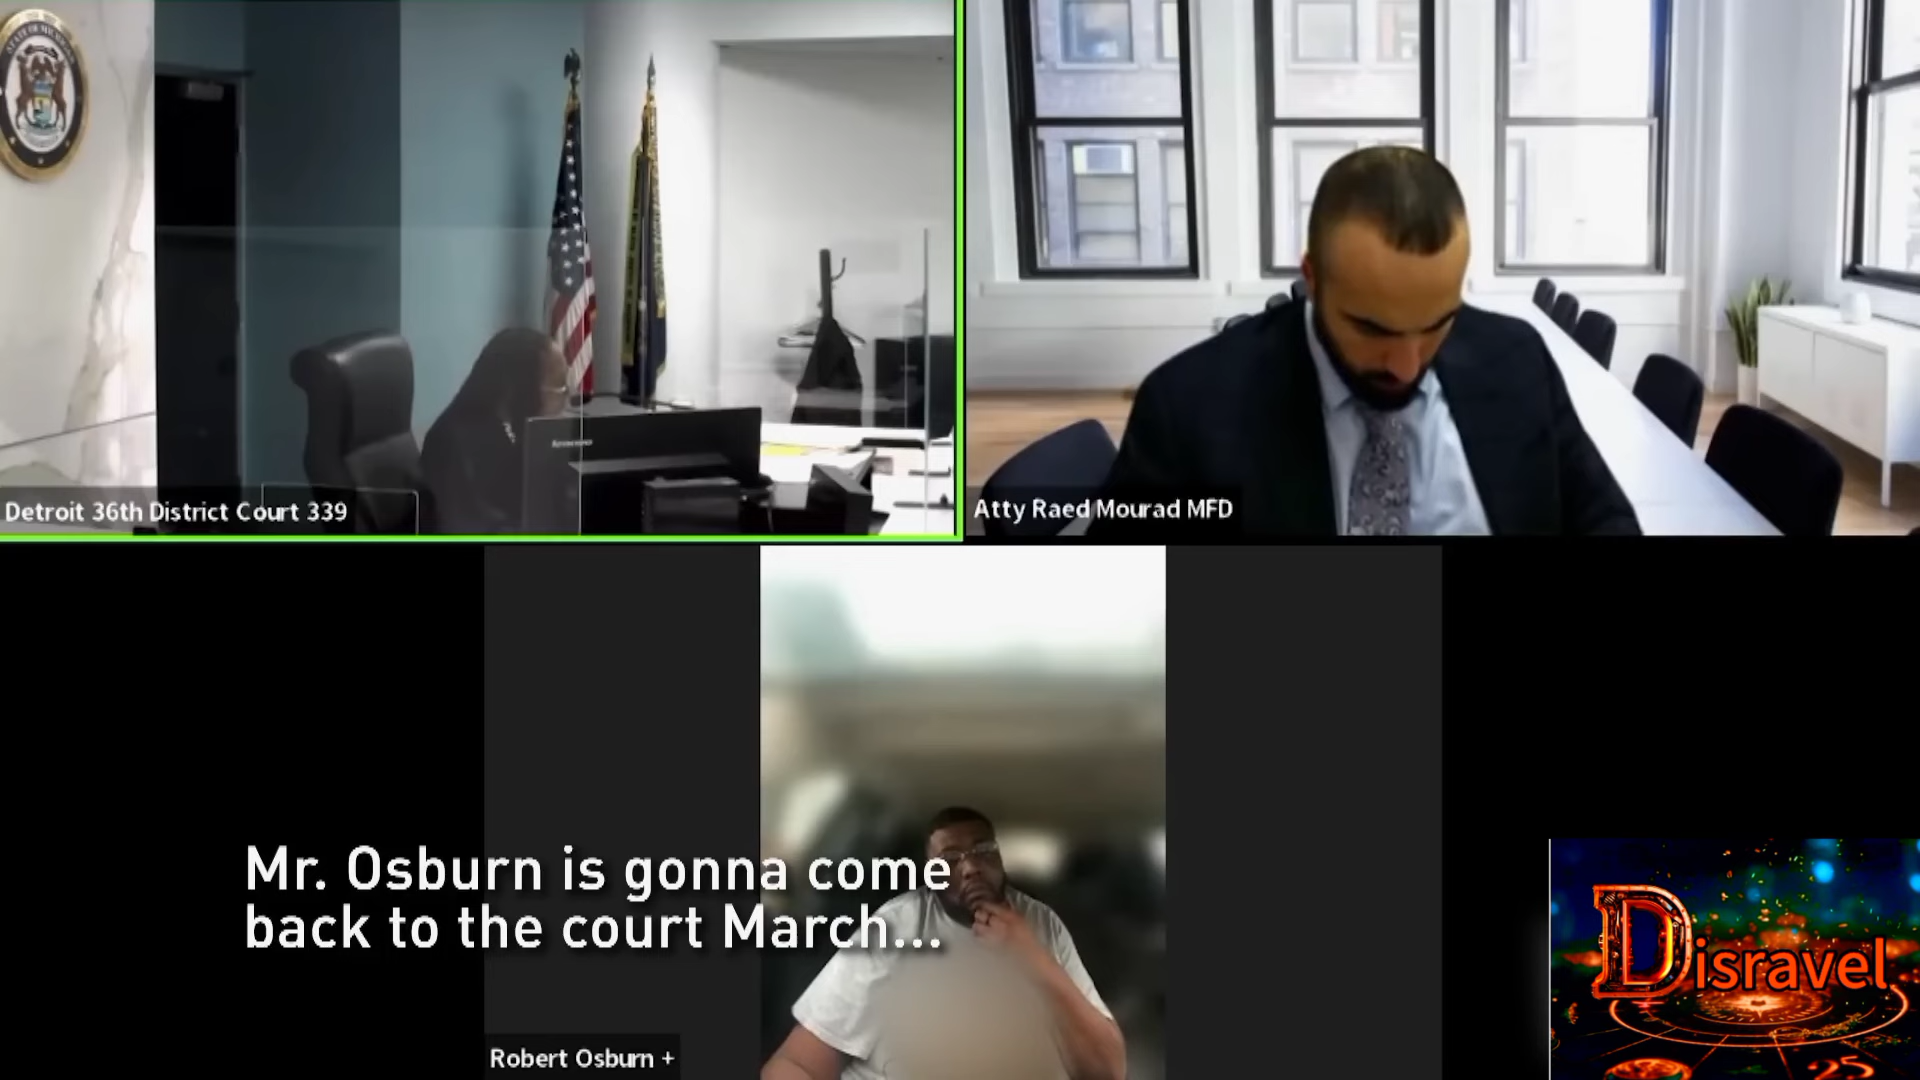 Detroit 36th District Court 339
Atty Raed Mourad MFD
Mr. Osburn is gonna come
back to the court March...
Robert Osburn +
Disravel
25